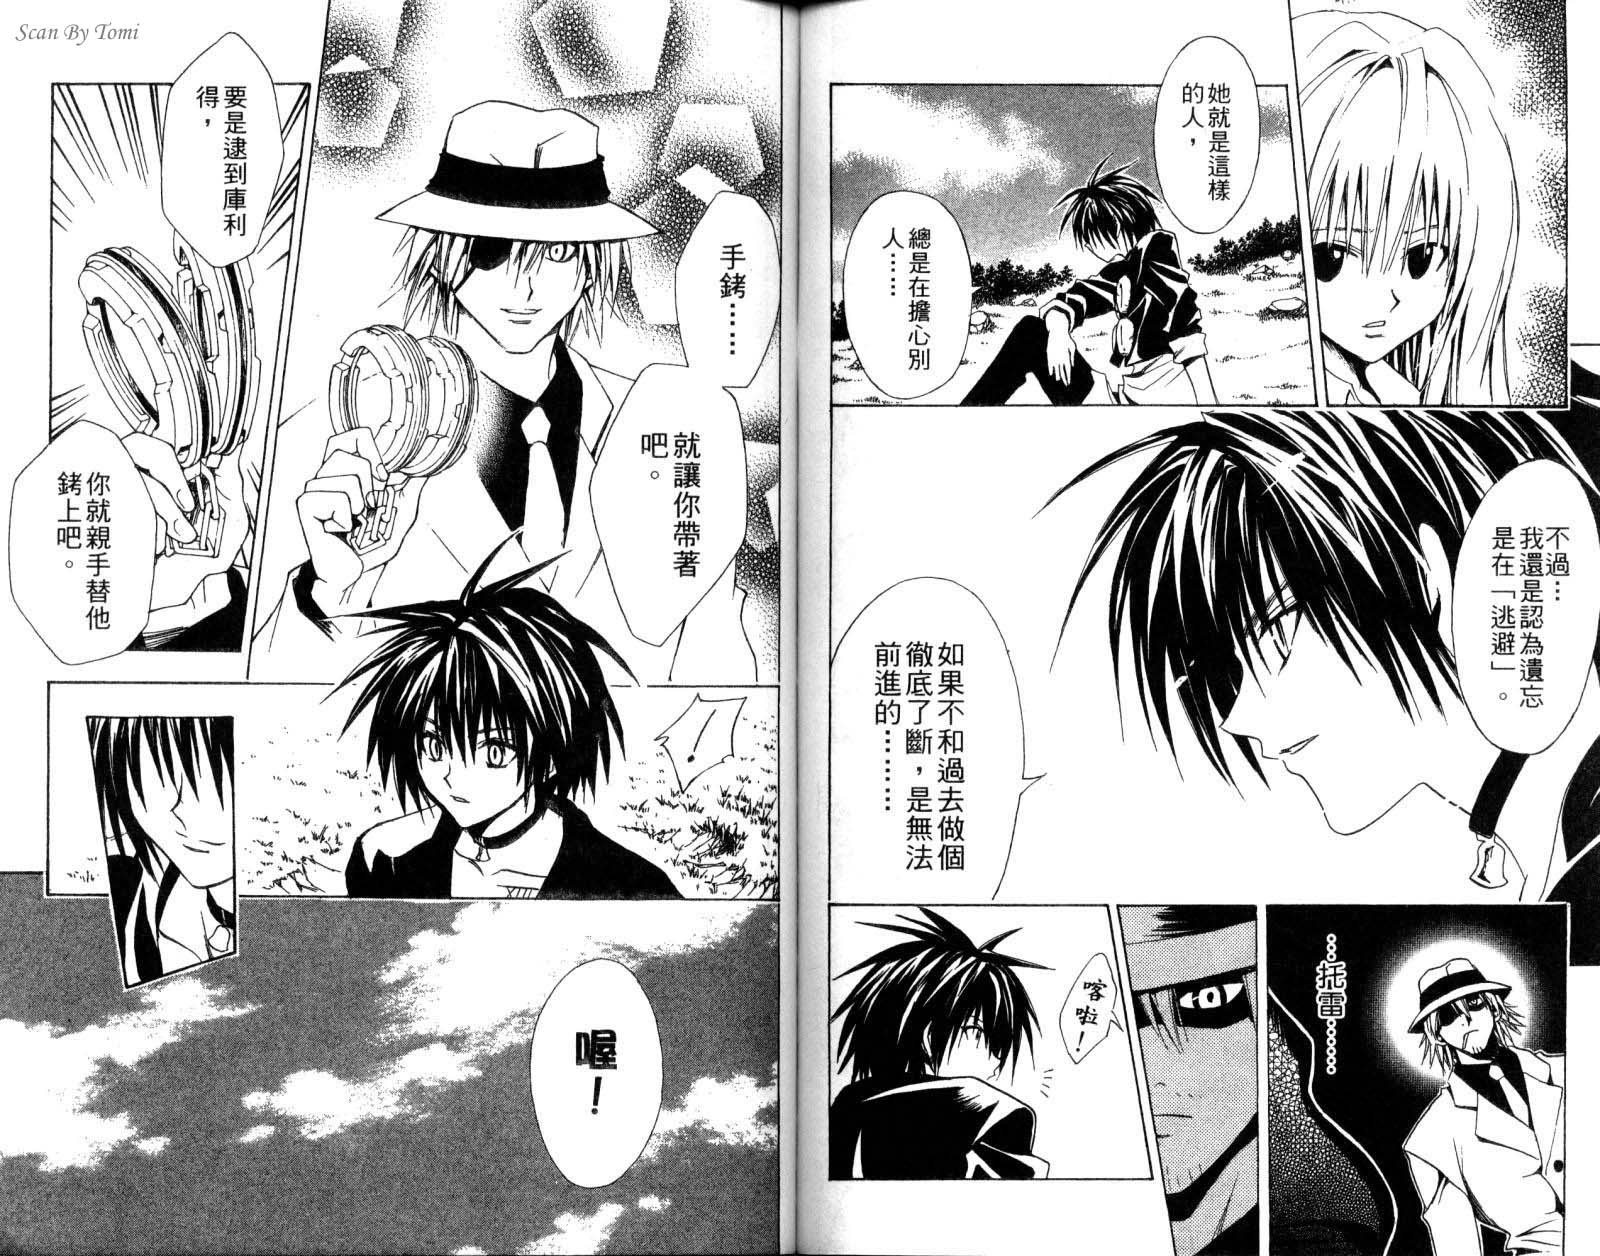 她就是這樣
的人，
總是在擔心別
人……
不過…
我還是認為遺忘
是在「逃避」。
如果不和過去做個
徹底了斷，是無法
前進的………
…托雷……
喀啦！
手銬……
就讓你帶著
吧。
要是逮到庫利
得，
你就親手替他
銬上吧。
！
XIII
喔！
Scan By Tomi